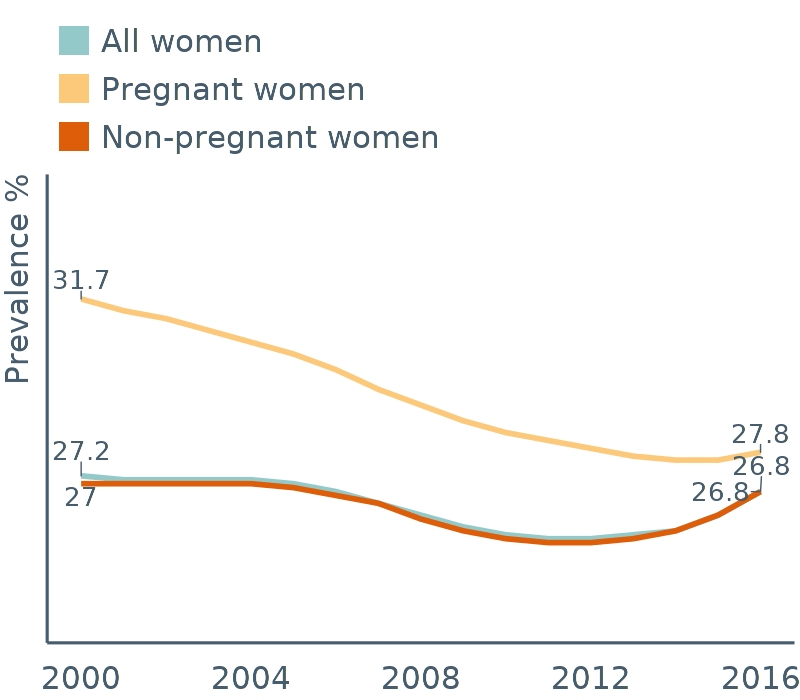 All women
Pregnant women
Non-pregnant women
Prevalence %
31.7
27.2
27
27.8
26.8
26.8
2000 2004 2008 2012 2016